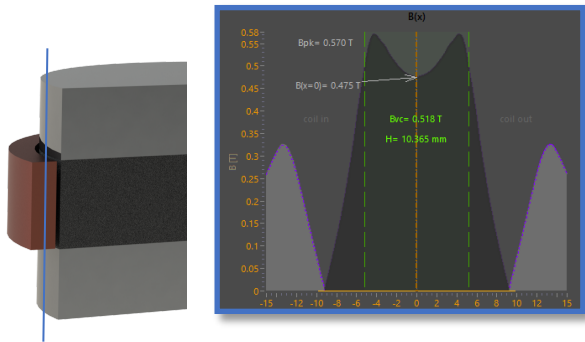 B(x)
0.58
0.55
0.5
0.45
0.4
0.35
0.3
0.25
0.2
0.15
0.1
0.05
0
B [T]
Bpk= 0.570 T
B(x=0)= 0.475 T
coil in
Bvc= 0.518 T
coil out
H= 10.365 mm
-15 -14 -12 -10 -8 -6 -4 -2 0 2 4 6 8 10 12 15